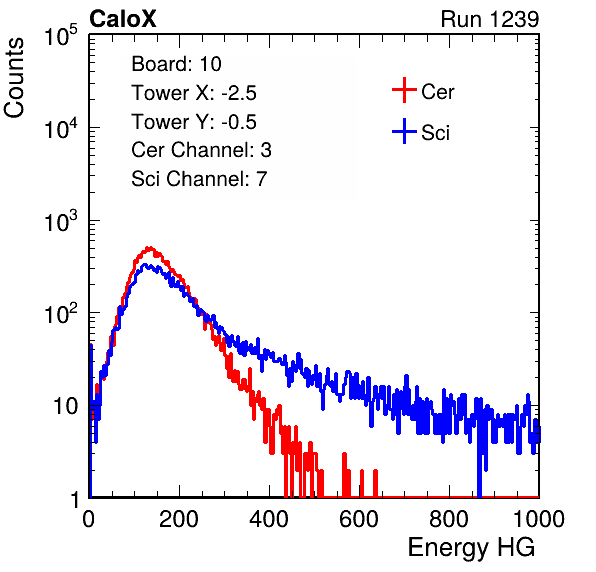 CaloX Run 1239
Counts
Board: 10
Tower X: -2.5
Tower Y: -0.5
Cer Channel: 3
Sci Channel: 7
Cer
Sci
10^5
10^4
10^3
10^2
10
1
0 200 400 600 800 1000
Energy HG